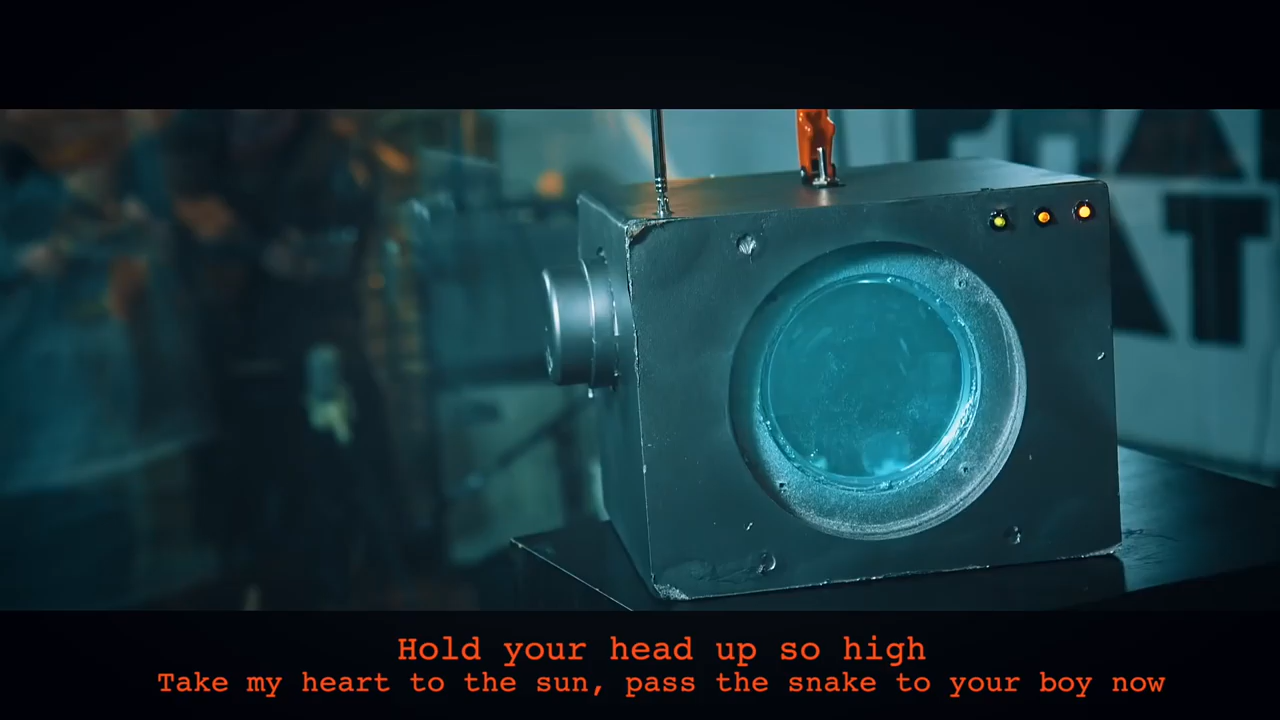 Hold your head up so high
Take my heart to the sun, pass the snake to your boy now